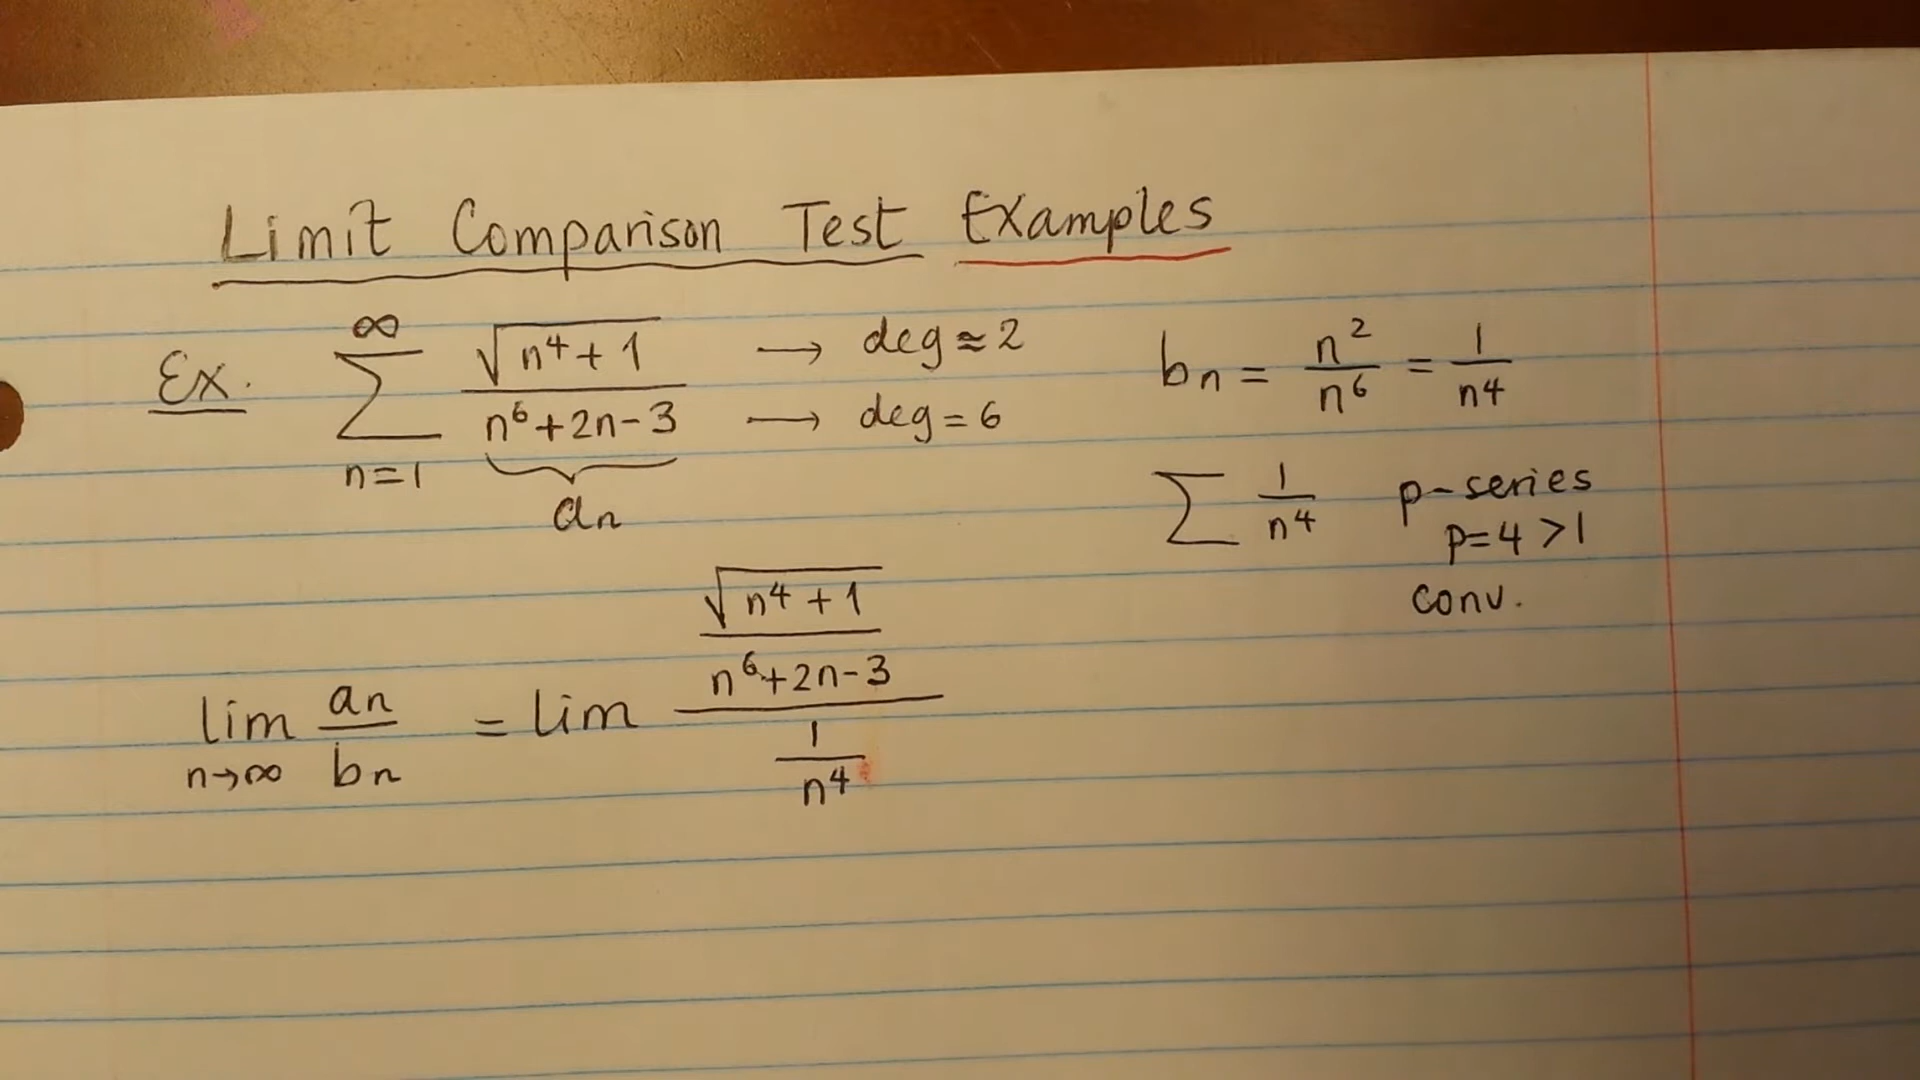 Limit Comparison Test Examples
Ex. ∞ ∑ n=1 √(n⁴+1) / (n⁶+2n-3) aₙ
→ deg ≈ 2
→ deg = 6
bₙ = n²/n⁶ = 1/n⁴
∑ 1/n⁴ p-series
p=4 >1
conv.
lim n→∞ aₙ/bₙ = lim (√(n⁴+1) / (n⁶+2n-3)) / (1/n⁴)